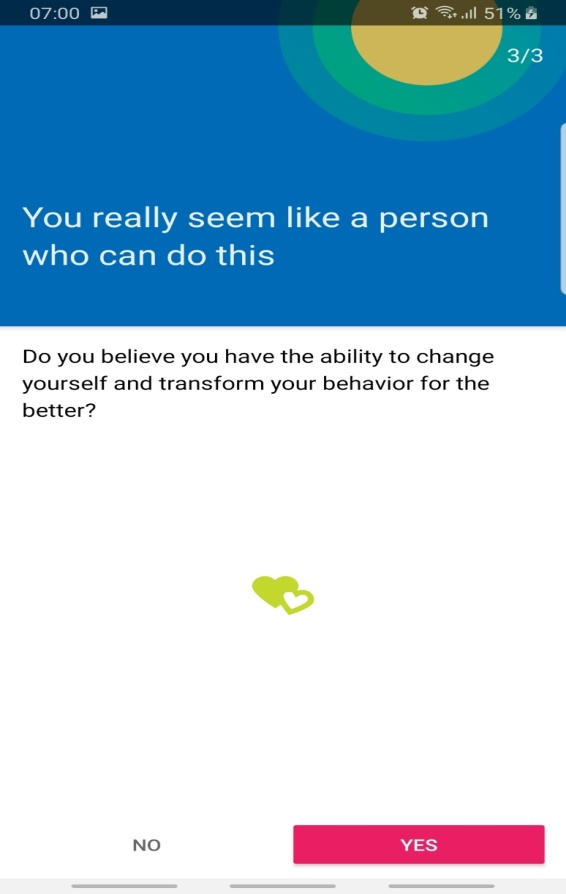 07:00 51%
3/3
You really seem like a person
who can do this
Do you believe you have the ability to change
yourself and transform your behavior for the
better?
NO YES